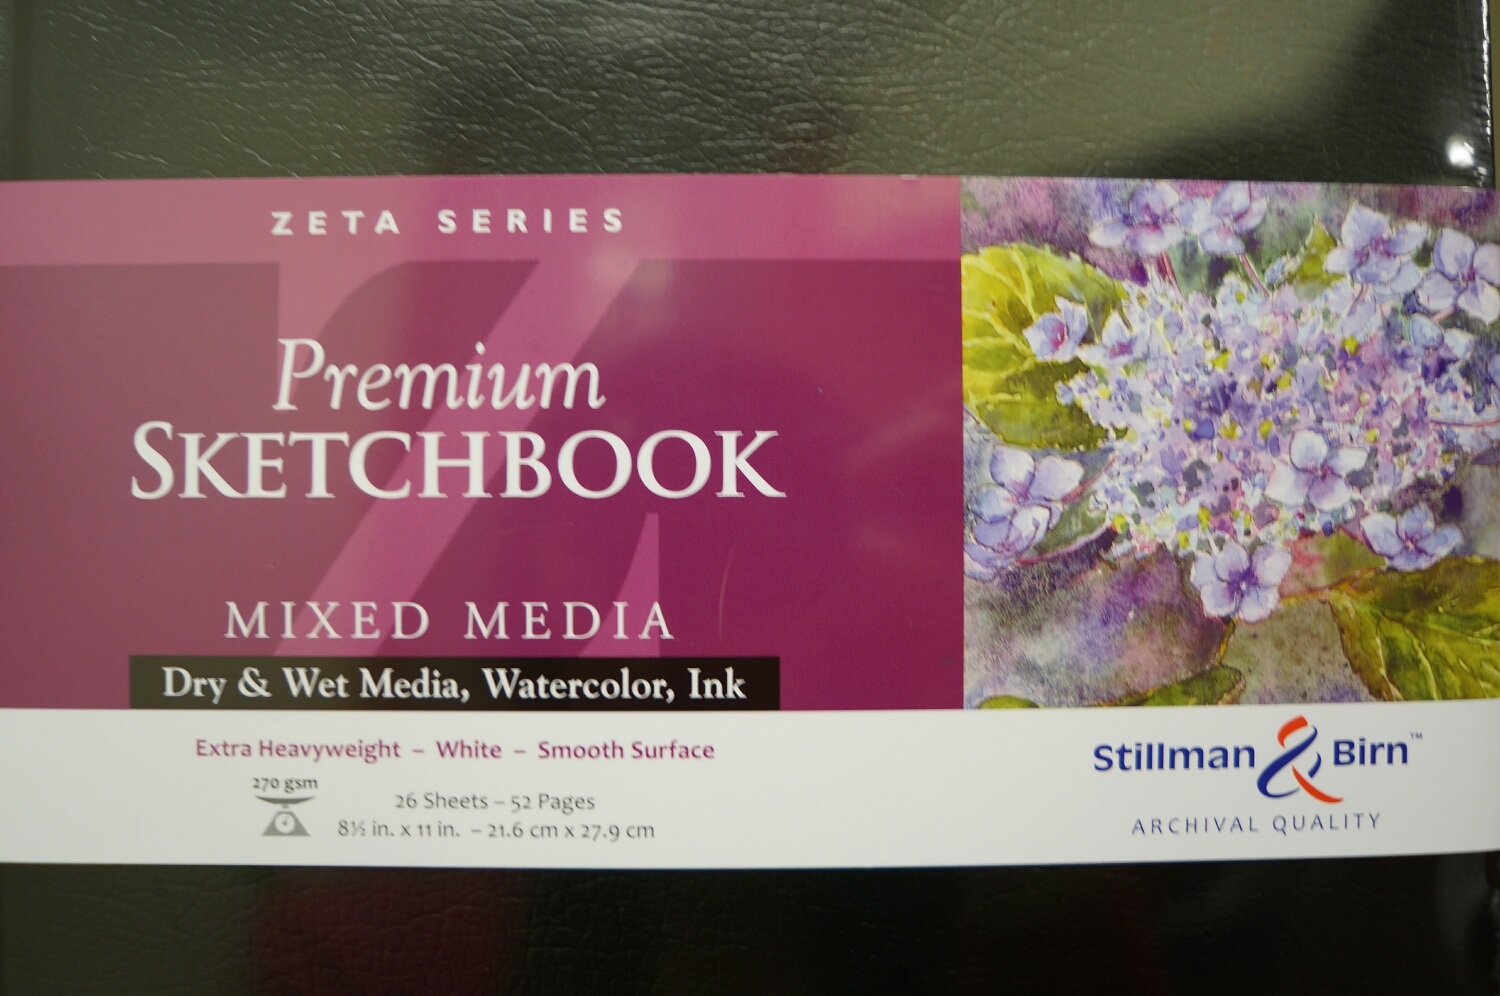 ZETA SERIES
Premium
SKETCHBOOK
MIXED MEDIA
Dry & Wet Media, Watercolor, Ink
Extra Heavyweight – White – Smooth Surface
270 gsm
26 Sheets – 52 Pages
8½ in. x 11 in. – 21.6 cm x 27.9 cm
Stillman & Birn™
ARCHIVAL QUALITY